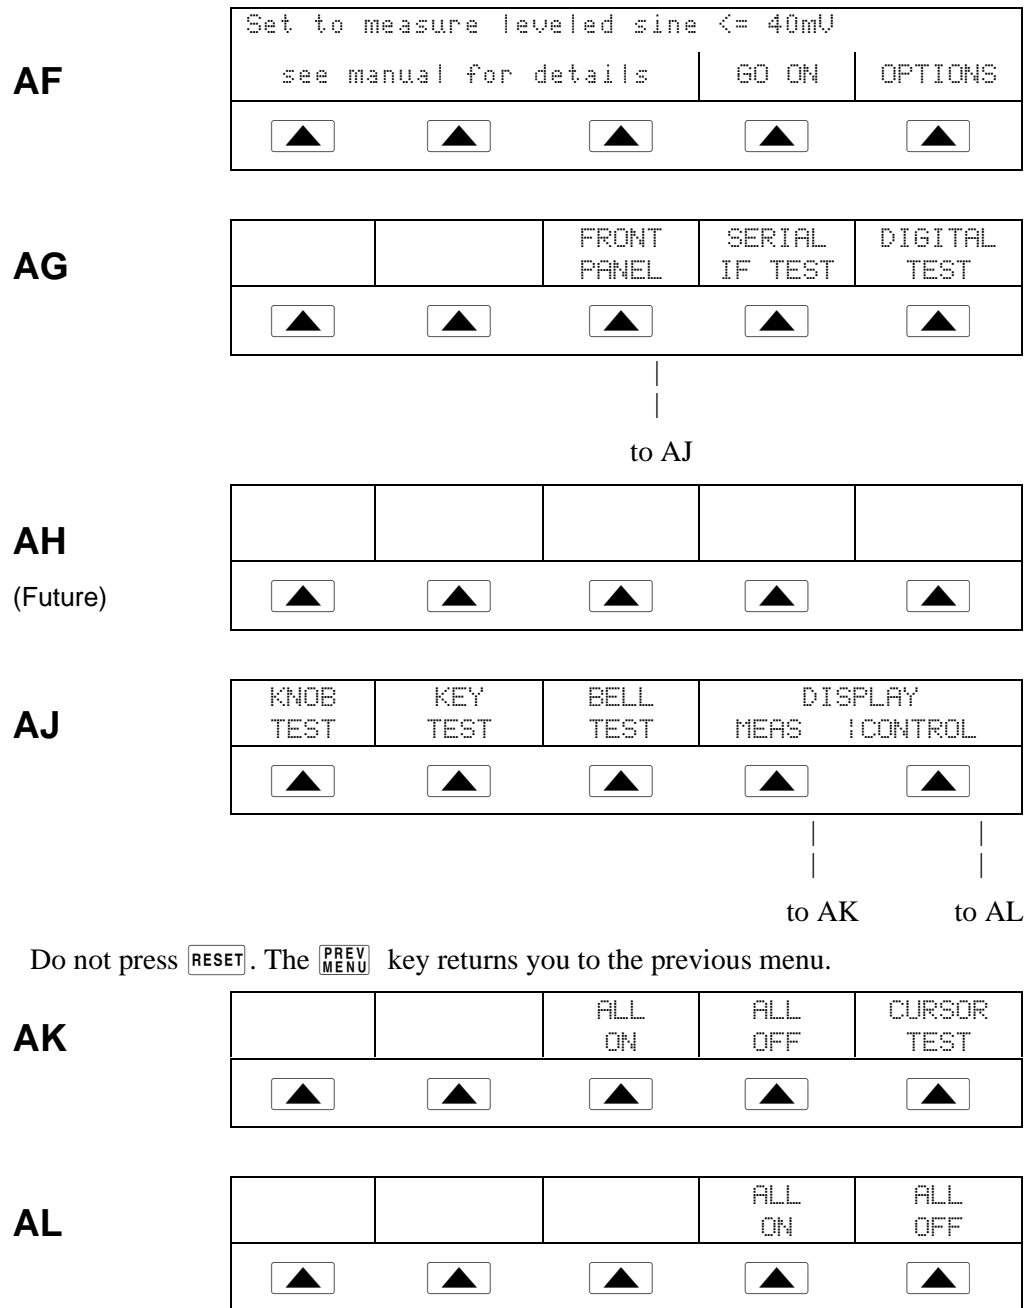 Set to measure leveled sine <= 40mV
AF
see manual for details GO ON OPTIONS
FRONT SERIAL DIGITAL
AG
PANEL IF TEST TEST
|
|
to AJ
AH
(Future)
KNOB KEY BELL DISPLAY
AJ
TEST TEST TEST MEAS ¦CONTROL
| |
| |
to AK to AL
Do not press RESET. The PREV MENU key returns you to the previous menu.
ALL ALL CURSOR
AK
ON OFF TEST
ALL ALL
AL
ON OFF